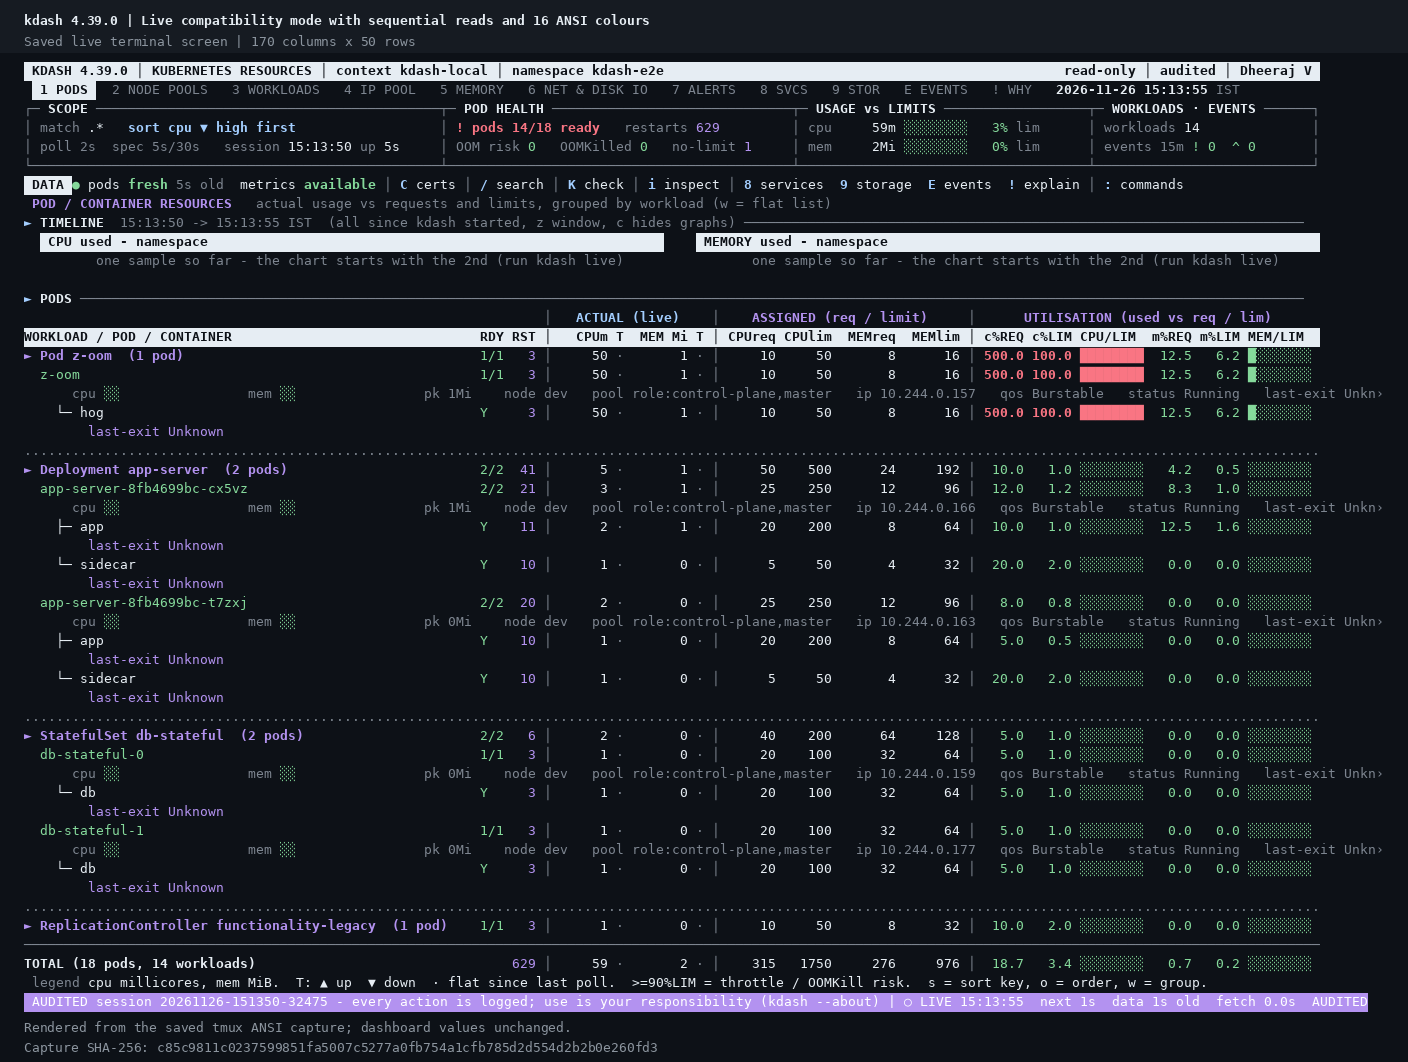 kdash 4.39.0 | Live compatibility mode with sequential reads and 16 ANSI colours
Saved live terminal screen | 170 columns x 50 rows
KDASH 4.39.0 │ KUBERNETES RESOURCES │ context kdash-local │ namespace kdash-e2e read-only │ audited │ Dheeraj V
1 PODS 2 NODE POOLS 3 WORKLOADS 4 IP POOL 5 MEMORY 6 NET & DISK IO 7 ALERTS 8 SVCS 9 STOR E EVENTS ! WHY 2026-11-26 15:13:55 IST
SCOPE POD HEALTH USAGE vs LIMITS WORKLOADS · EVENTS
match .* sort cpu ▼ high first │ ! pods 14/18 ready restarts 629 │ cpu 59m 3% lim │ workloads 14
poll 2s spec 5s/30s session 15:13:50 up 5s │ OOM risk 0 OOMKilled 0 no-limit 1 │ mem 2Mi 0% lim │ events 15m ! 0 ^ 0
DATA ● pods fresh 5s old metrics available │ C certs │ / search │ K check │ i inspect │ 8 services 9 storage E events ! explain │ : commands
POD / CONTAINER RESOURCES actual usage vs requests and limits, grouped by workload (w = flat list)
► TIMELINE 15:13:50 -> 15:13:55 IST (all since kdash started, z window, c hides graphs)
CPU used - namespace MEMORY used - namespace
one sample so far - the chart starts with the 2nd (run kdash live) one sample so far - the chart starts with the 2nd (run kdash live)
► PODS
│ ACTUAL (live) │ ASSIGNED (req / limit) │ UTILISATION (used vs req / lim)
WORKLOAD / POD / CONTAINER RDY RST │ CPUm T MEM Mi T │ CPUreq CPUlim MEMreq MEMlim │ c%REQ c%LIM CPU/LIM m%REQ m%LIM MEM/LIM
► Pod z-oom (1 pod) 1/1 3 │ 50 · 1 · │ 10 50 8 16 │ 500.0 100.0 12.5 6.2
z-oom 1/1 3 │ 50 · 1 · │ 10 50 8 16 │ 500.0 100.0 12.5 6.2
cpu mem pk 1Mi node dev pool role:control-plane,master ip 10.244.0.157 qos Burstable status Running last-exit Unkn›
└─ hog Y 3 │ 50 · 1 · │ 10 50 8 16 │ 500.0 100.0 12.5 6.2
last-exit Unknown
► Deployment app-server (2 pods) 2/2 41 │ 5 · 1 · │ 50 500 24 192 │ 10.0 1.0 4.2 0.5
app-server-8fb4699bc-cx5vz 2/2 21 │ 3 · 1 · │ 25 250 12 96 │ 12.0 1.2 8.3 1.0
cpu mem pk 1Mi node dev pool role:control-plane,master ip 10.244.0.166 qos Burstable status Running last-exit Unkn›
├─ app Y 11 │ 2 · 1 · │ 20 200 8 64 │ 10.0 1.0 12.5 1.6
last-exit Unknown
└─ sidecar Y 10 │ 1 · 0 · │ 5 50 4 32 │ 20.0 2.0 0.0 0.0
last-exit Unknown
app-server-8fb4699bc-t7zxj 2/2 20 │ 2 · 0 · │ 25 250 12 96 │ 8.0 0.8 0.0 0.0
cpu mem pk 0Mi node dev pool role:control-plane,master ip 10.244.0.163 qos Burstable status Running last-exit Unkn›
├─ app Y 10 │ 1 · 0 · │ 20 200 8 64 │ 5.0 0.5 0.0 0.0
last-exit Unknown
└─ sidecar Y 10 │ 1 · 0 · │ 5 50 4 32 │ 20.0 2.0 0.0 0.0
last-exit Unknown
► StatefulSet db-stateful (2 pods) 2/2 6 │ 2 · 0 · │ 40 200 64 128 │ 5.0 1.0 0.0 0.0
db-stateful-0 1/1 3 │ 1 · 0 · │ 20 100 32 64 │ 5.0 1.0 0.0 0.0
cpu mem pk 0Mi node dev pool role:control-plane,master ip 10.244.0.159 qos Burstable status Running last-exit Unkn›
└─ db Y 3 │ 1 · 0 · │ 20 100 32 64 │ 5.0 1.0 0.0 0.0
last-exit Unknown
db-stateful-1 1/1 3 │ 1 · 0 · │ 20 100 32 64 │ 5.0 1.0 0.0 0.0
cpu mem pk 0Mi node dev pool role:control-plane,master ip 10.244.0.177 qos Burstable status Running last-exit Unkn›
└─ db Y 3 │ 1 · 0 · │ 20 100 32 64 │ 5.0 1.0 0.0 0.0
last-exit Unknown
► ReplicationController functionality-legacy (1 pod) 1/1 3 │ 1 · 0 · │ 10 50 8 32 │ 10.0 2.0 0.0 0.0
TOTAL (18 pods, 14 workloads) 629 │ 59 · 2 · │ 315 1750 276 976 │ 18.7 3.4 0.7 0.2
legend cpu millicores, mem MiB. T: ▲ up ▼ down · flat since last poll. >=90%LIM = throttle / OOMKill risk. s = sort key, o = order, w = group.
AUDITED session 20261126-151350-32475 - every action is logged; use is your responsibility (kdash --about) | ○ LIVE 15:13:55 next 1s data 1s old fetch 0.0s AUDITED
Rendered from the saved tmux ANSI capture; dashboard values unchanged.
Capture SHA-256: c85c9811c0237599851fa5007c5277a0fb754a1cfb785d2d554d2b2b0e260fd3